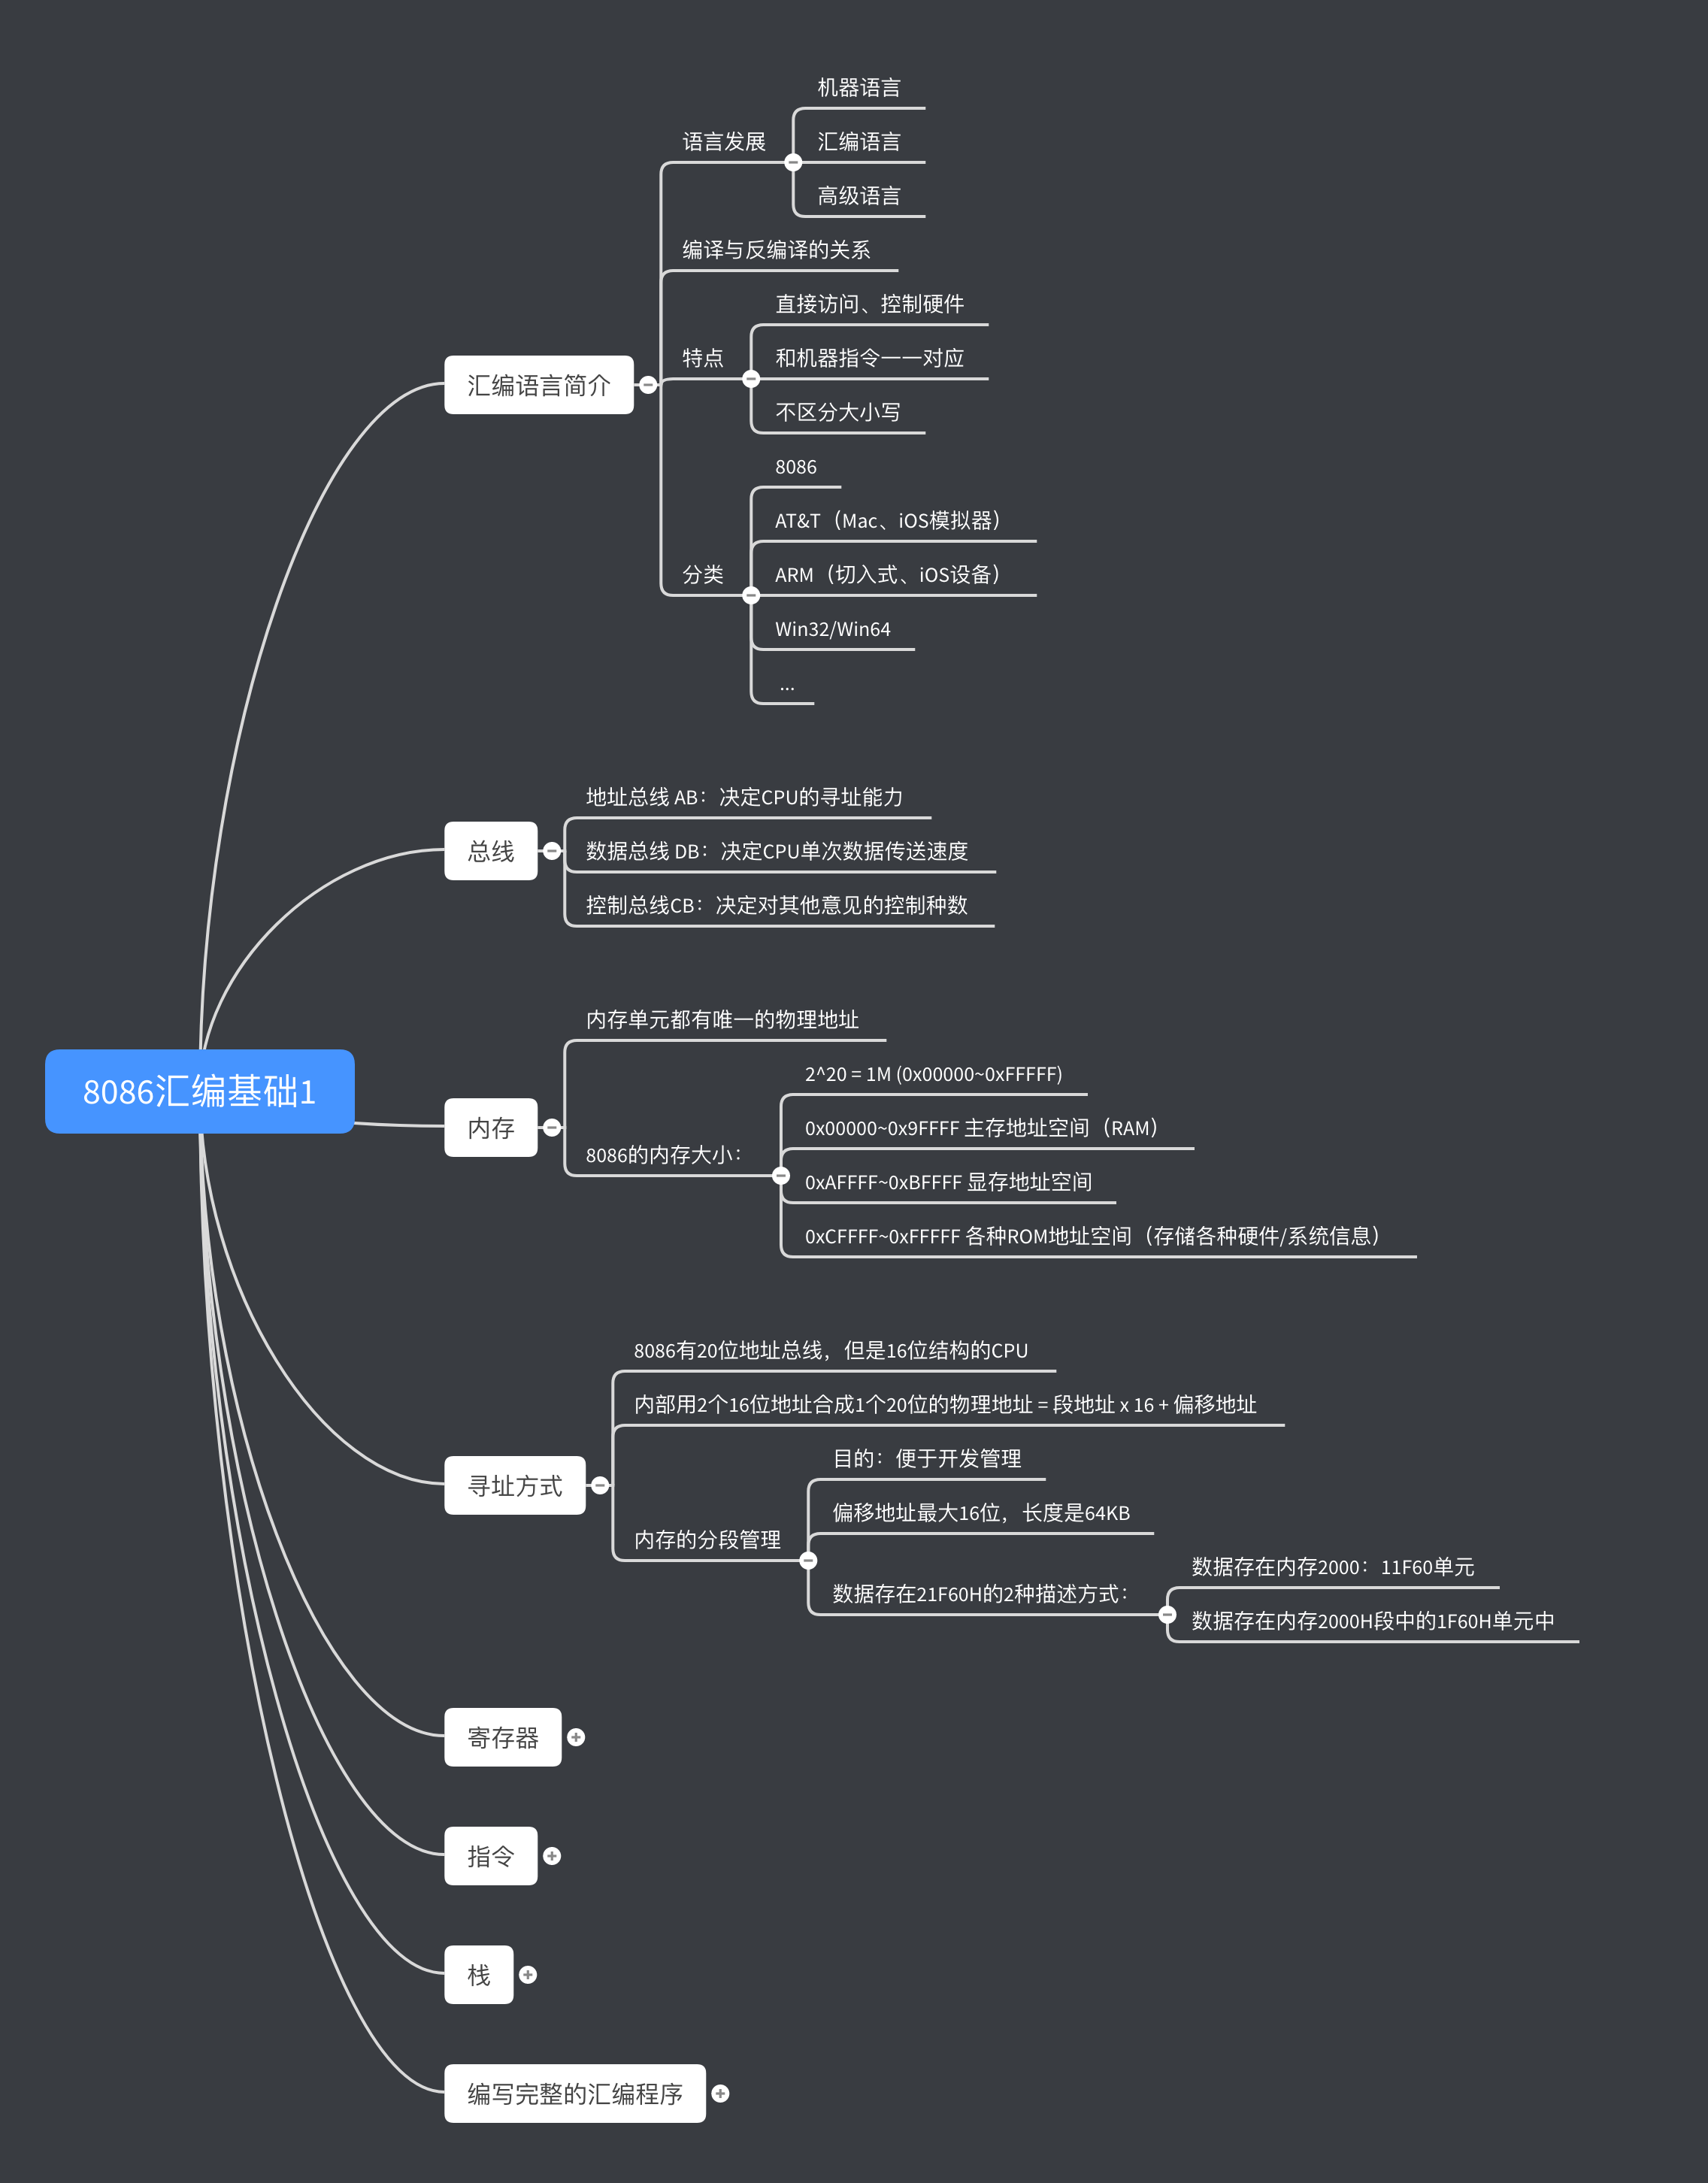 8086汇编基础1
汇编语言简介
语言发展
机器语言
汇编语言
高级语言
编译与反编译的关系
特点
直接访问、控制硬件
和机器指令一一对应
不区分大小写
分类
8086
AT&T（Mac、iOS模拟器）
ARM（切入式、iOS设备）
Win32/Win64
...
总线
地址总线 AB：决定CPU的寻址能力
数据总线 DB：决定CPU单次数据传送速度
控制总线CB：决定对其他意见的控制种数
内存
内存单元都有唯一的物理地址
8086的内存大小：
2^20 = 1M (0x00000~0xFFFFF)
0x00000~0x9FFFF 主存地址空间（RAM）
0xAFFFF~0xBFFFF 显存地址空间
0xCFFFF~0xFFFFF 各种ROM地址空间（存储各种硬件/系统信息）
寻址方式
8086有20位地址总线，但是16位结构的CPU
内部用2个16位地址合成1个20位的物理地址 = 段地址 x 16 + 偏移地址
内存的分段管理
目的：便于开发管理
偏移地址最大16位，长度是64KB
数据存在21F60H的2种描述方式：
数据存在内存2000：11F60单元
数据存在内存2000H段中的1F60H单元中
寄存器
指令
栈
编写完整的汇编程序